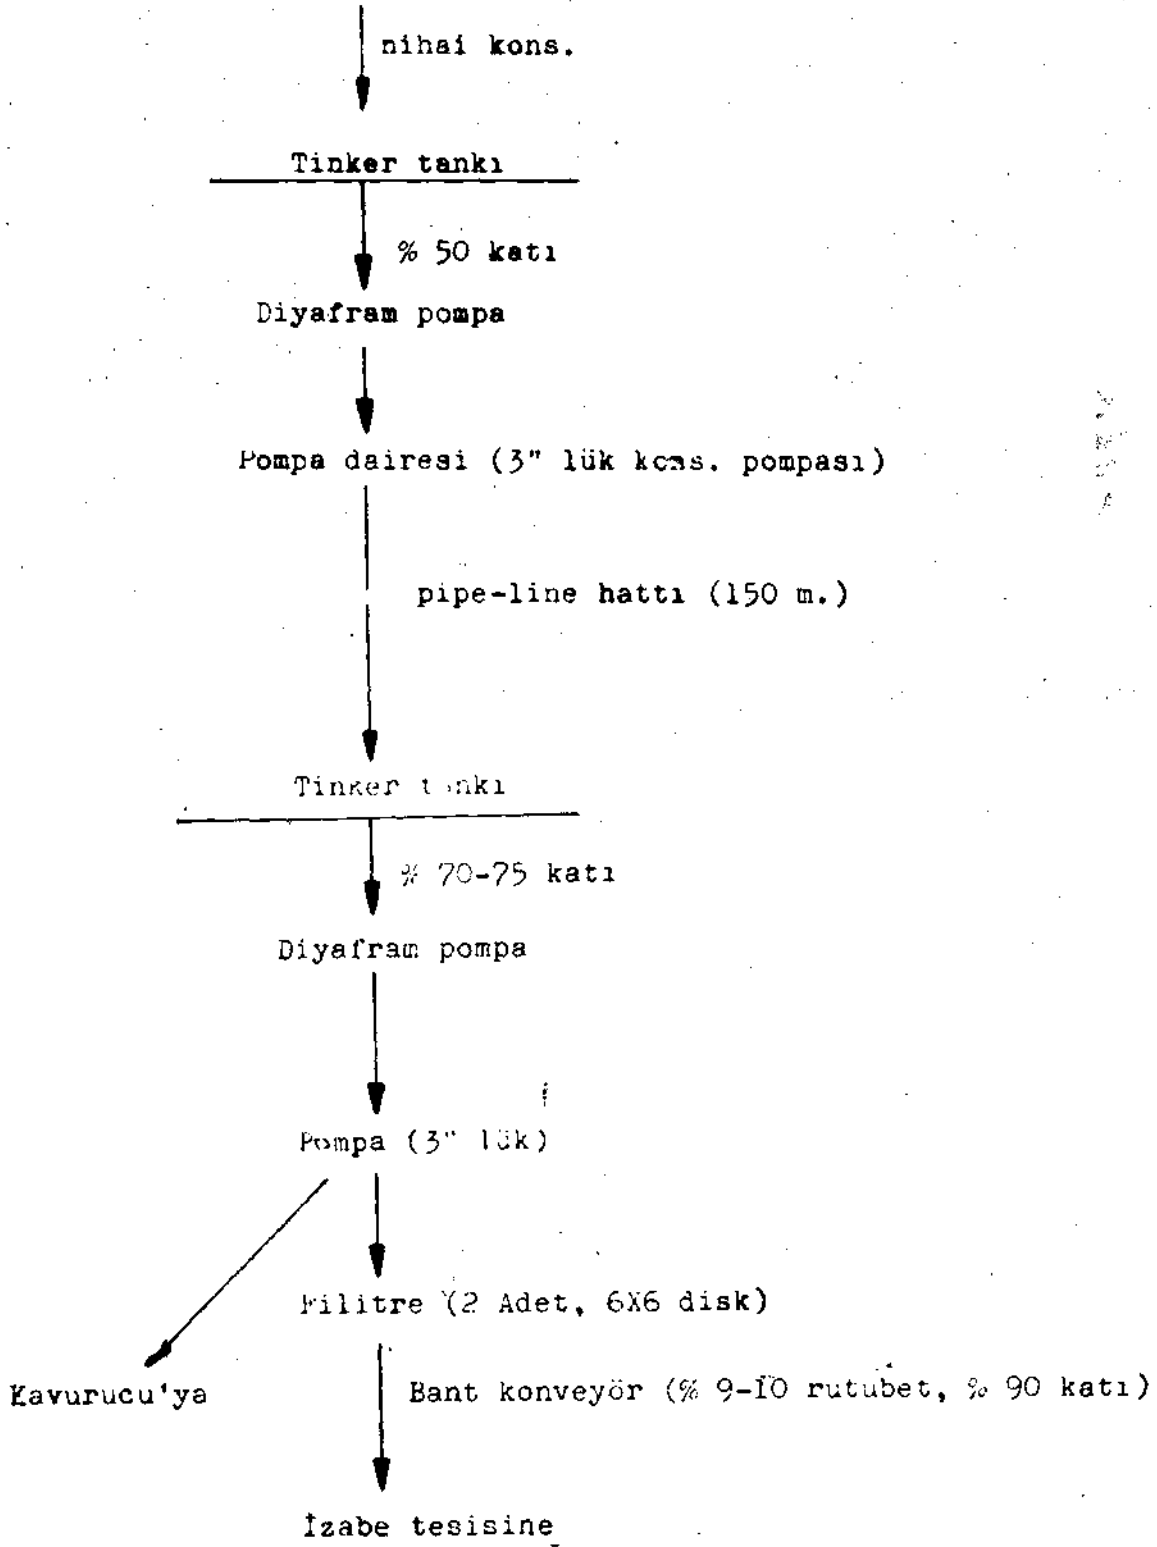 nihai kons.
Tinker tankı
% 50 katı
Diyafram pompa
Pompa dairesi (3" lük kons. pompası)
pipe-line hattı (150 m.)
Tinker tankı
% 70-75 katı
Diyafram pompa
Pompa (3" lük)
Filitre (2 Adet, 6X6 disk)
Kavurucu'ya
Bant konveyör (% 9-10 rutubet, % 90 katı)
İzabe tesisine